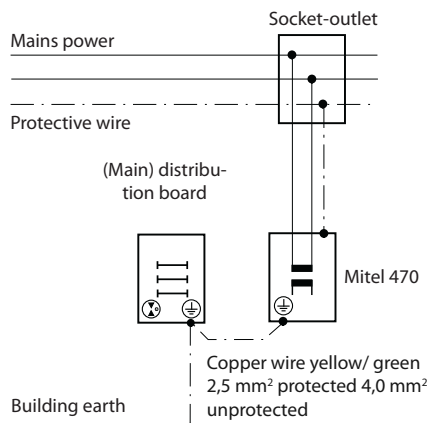 Socket-outlet
Mains power
Protective wire
(Main) distribu-
tion board
Mitel 470
Copper wire yellow/ green
2,5 mm² protected 4,0 mm²
unprotected
Building earth